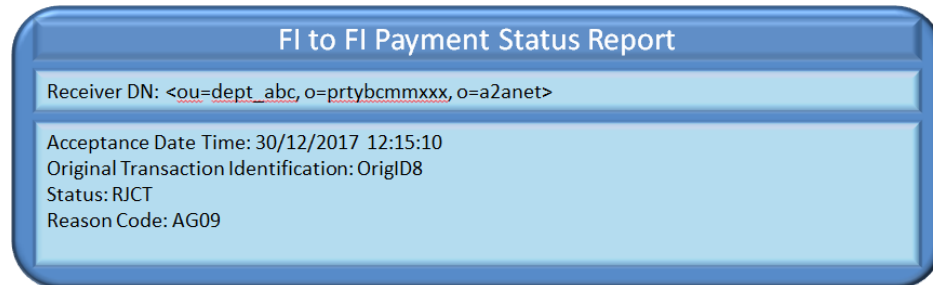 FI to FI Payment Status Report
Receiver DN: <ou=dept_abc, o=prtybcmmxxx, o=a2anet>
Acceptance Date Time: 30/12/2017 12:15:10
Original Transaction Identification: OrigID8
Status: RJCT
Reason Code: AG09